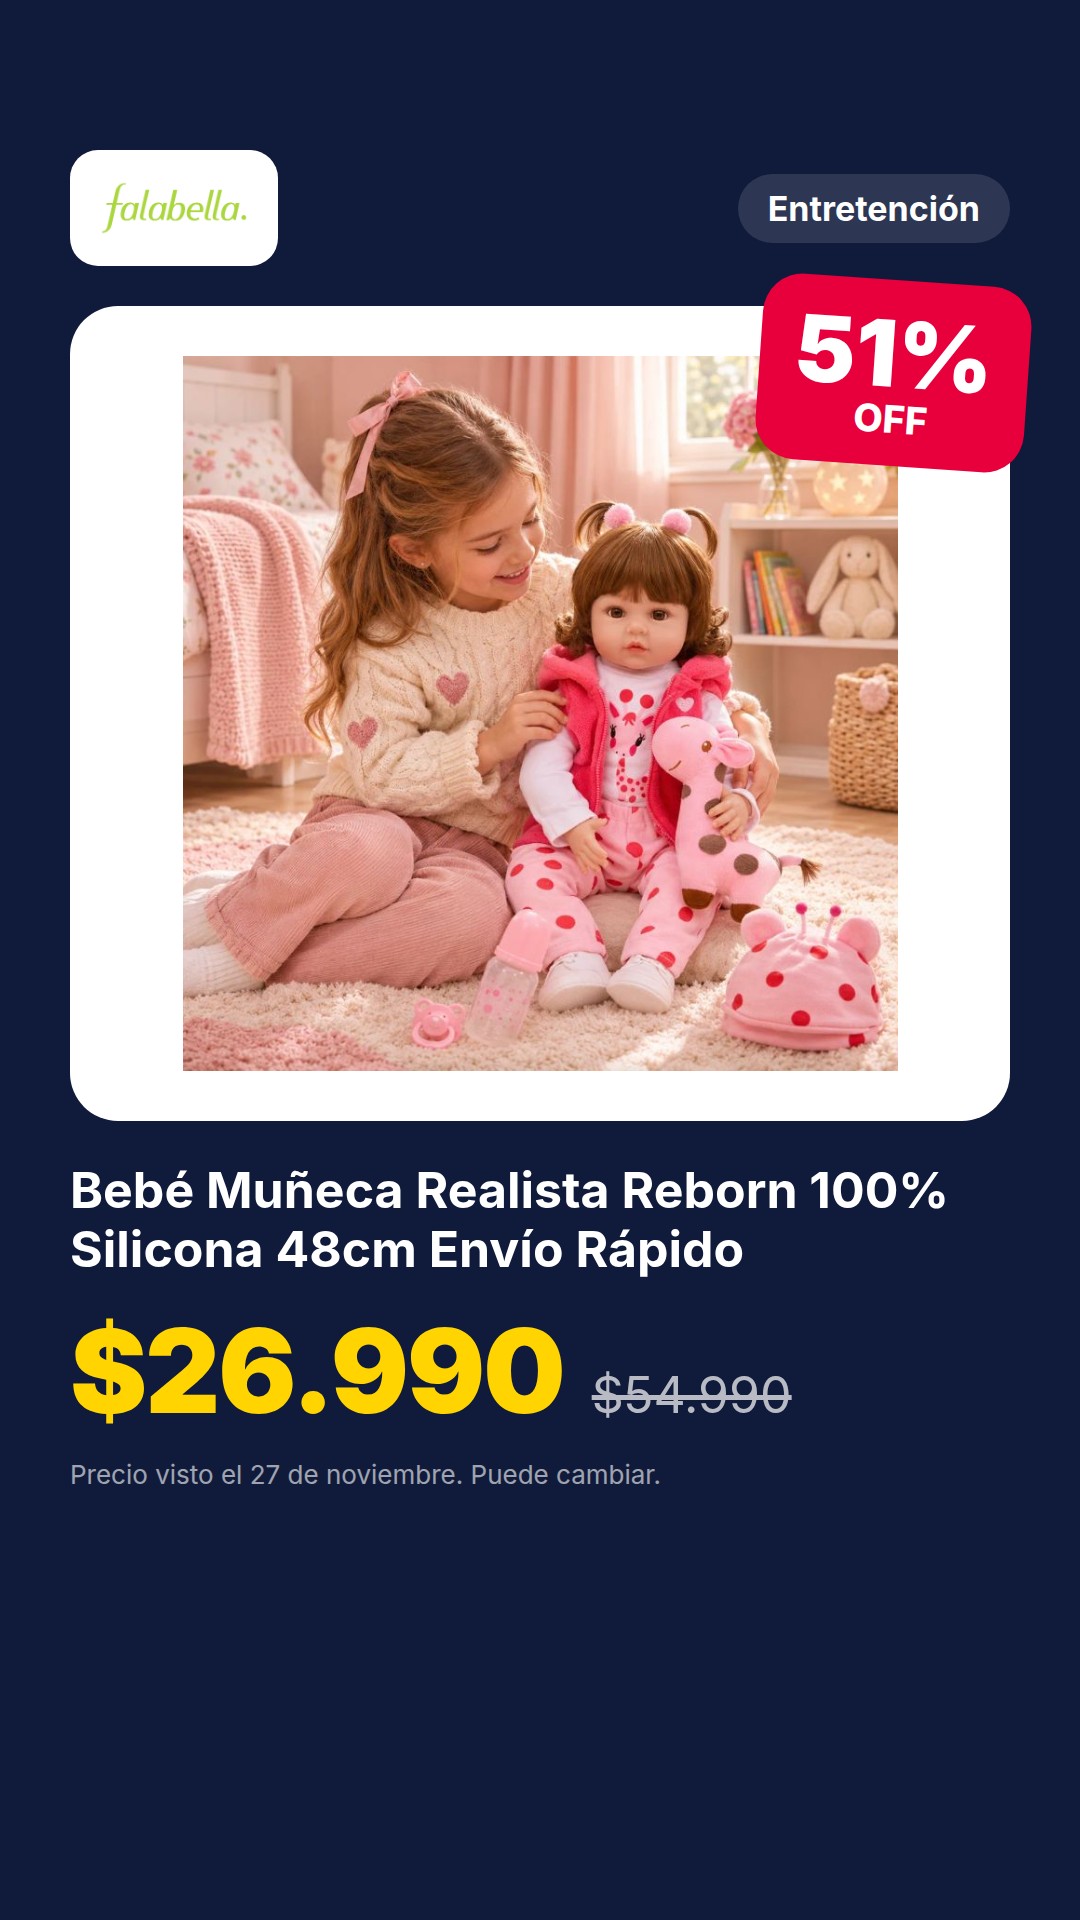 falabella.
Entretención
51%
OFF
Bebé Muñeca Realista Reborn 100%
Silicona 48cm Envío Rápido
$26.990 $54.990
Precio visto el 27 de noviembre. Puede cambiar.